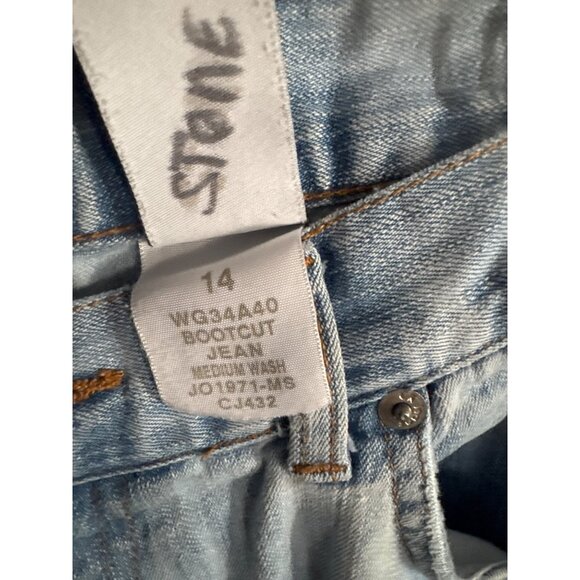 STONE
14
WG34A40
BOOTCUT
JEAN
MEDIUM WASH
JO1971-MS
CJ432